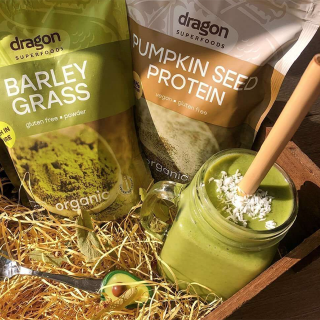 dragon
SUPERFOODS
BARLEY
GRASS
gluten free • powder
organic
dragon
SUPERFOODS
PUMPKIN SEED
PROTEIN
vegan • gluten free
organic